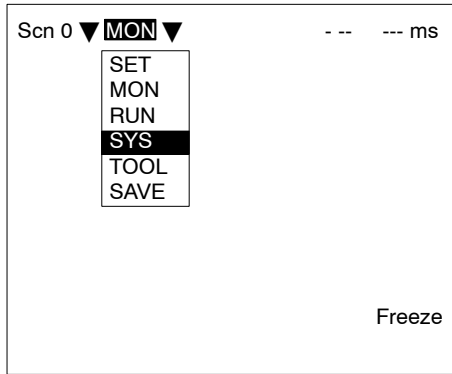 Scn 0 ▼ MON ▼ - -- --- ms
SET
MON
RUN
SYS
TOOL
SAVE
Freeze